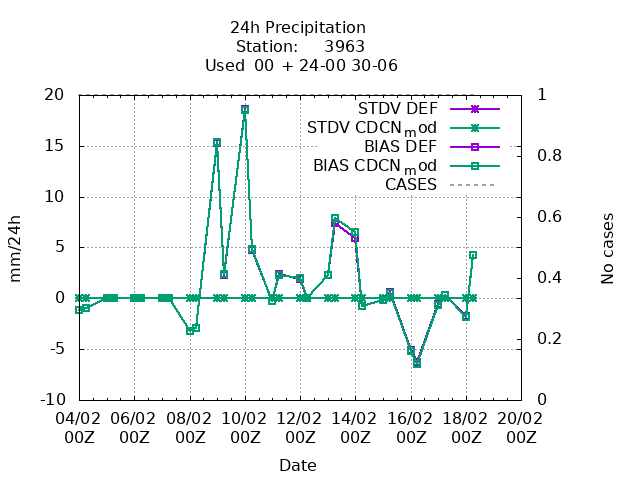 24h Precipitation
Station: 3963
Used 00 + 24-00 30-06
20 1
STDV DEF
STDV CDCNmod
15 BIAS DEF 0.8
BIAS CDCNmod
10 CASES
0.6
mm/24h
5
No cases
0.4
0
0.2
-5
-10 0
04/02 06/02 08/02 10/02 12/02 14/02 16/02 18/02 20/02
00Z 00Z 00Z 00Z 00Z 00Z 00Z 00Z 00Z
Date